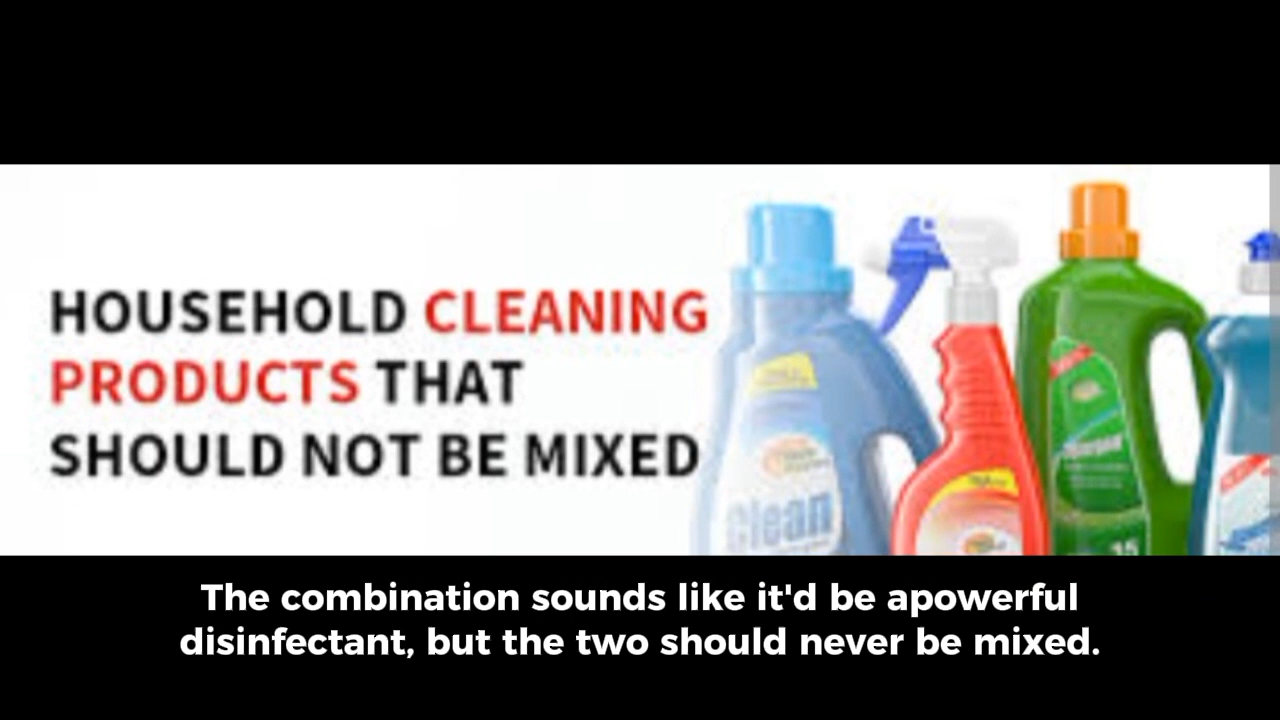 HOUSEHOLD CLEANING
PRODUCTS THAT
SHOULD NOT BE MIXED
clean
The combination sounds like it'd be apowerful
disinfectant, but the two should never be mixed.